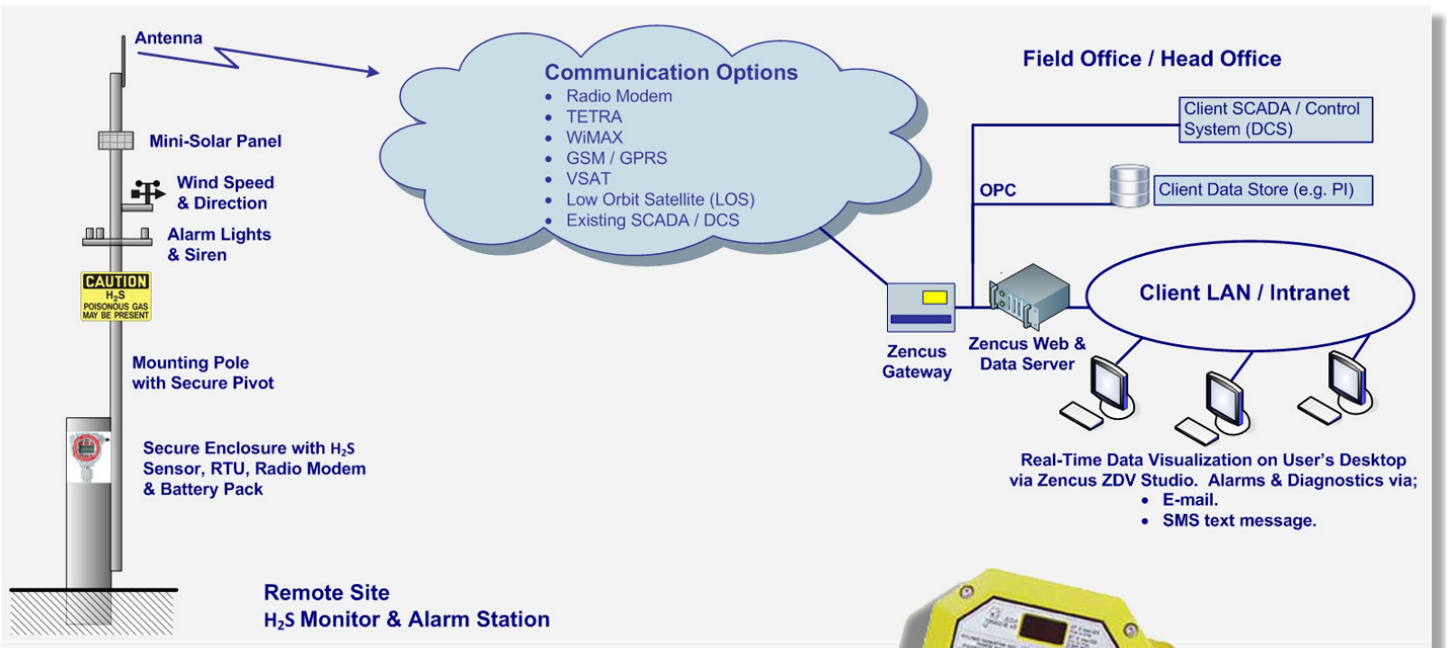 Antenna
Mini-Solar Panel
Wind Speed
& Direction
Alarm Lights
& Siren
CAUTION
H₂S
POISONOUS GAS
MAY BE PRESENT
Mounting Pole
with Secure Pivot
Secure Enclosure with H₂S
Sensor, RTU, Radio Modem
& Battery Pack
Remote Site
H₂S Monitor & Alarm Station
Communication Options
• Radio Modem
• TETRA
• WiMAX
• GSM / GPRS
• VSAT
• Low Orbit Satellite (LOS)
• Existing SCADA / DCS
Field Office / Head Office
Client SCADA / Control
System (DCS)
OPC
Client Data Store (e.g. PI)
Client LAN / Intranet
Zencus
Gateway
Zencus Web &
Data Server
Real-Time Data Visualization on User's Desktop
via Zencus ZDV Studio.  Alarms & Diagnostics via;
• E-mail.
• SMS text message.